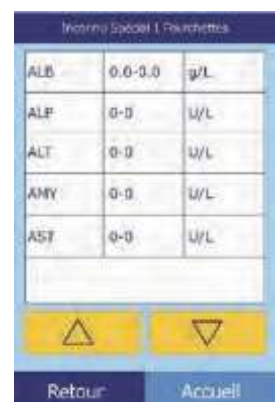 Inconnu Spécial 1 Fourchettes
ALB 0.0-0.0 g/L
ALP 0-0 U/L
ALT 0-0 U/L
AMY 0-0 U/L
AST 0-0 U/L
Retour Accueil